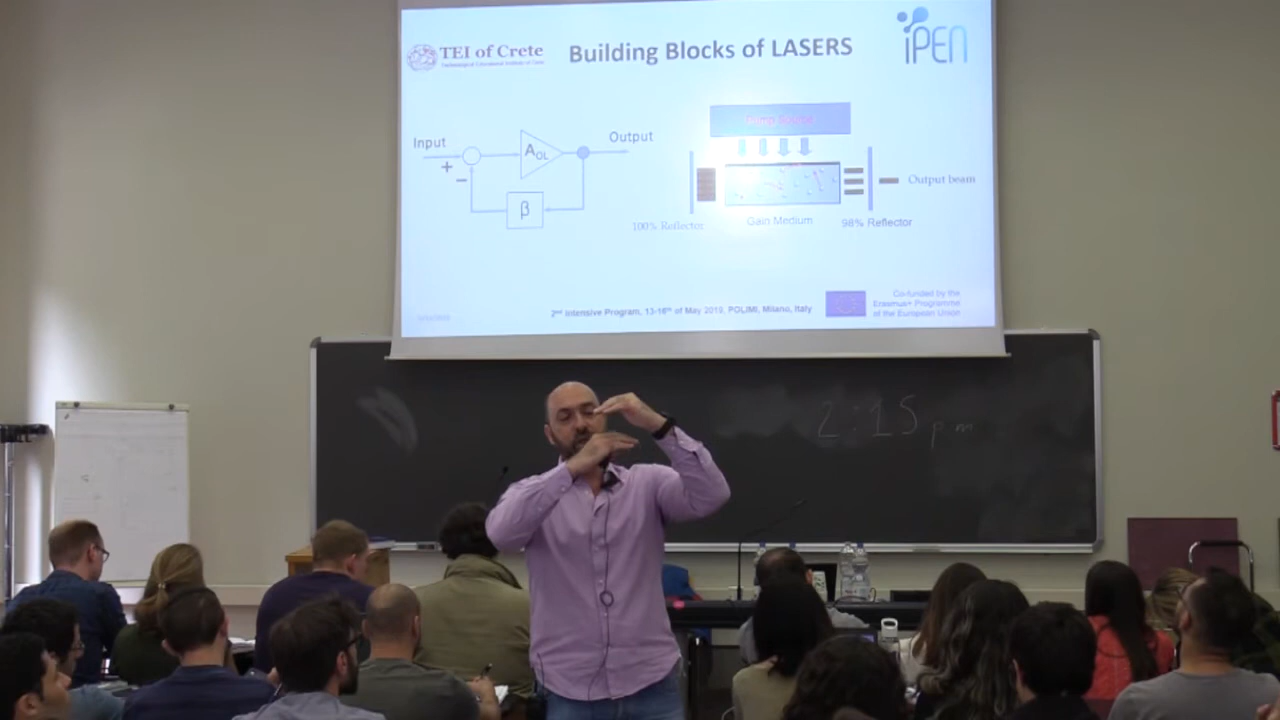 TEI of Crete
Building Blocks of LASERS
iPEN
Input
Output
+
−
A_OL
β
100% Reflector
Gain Medium
98% Reflector
Output beam
2nd Intensive Program, 13-16th of May 2019, POLIMI, Milano, Italy
Co-funded by the
Erasmus+ Programme
of the European Union
2:15 pm